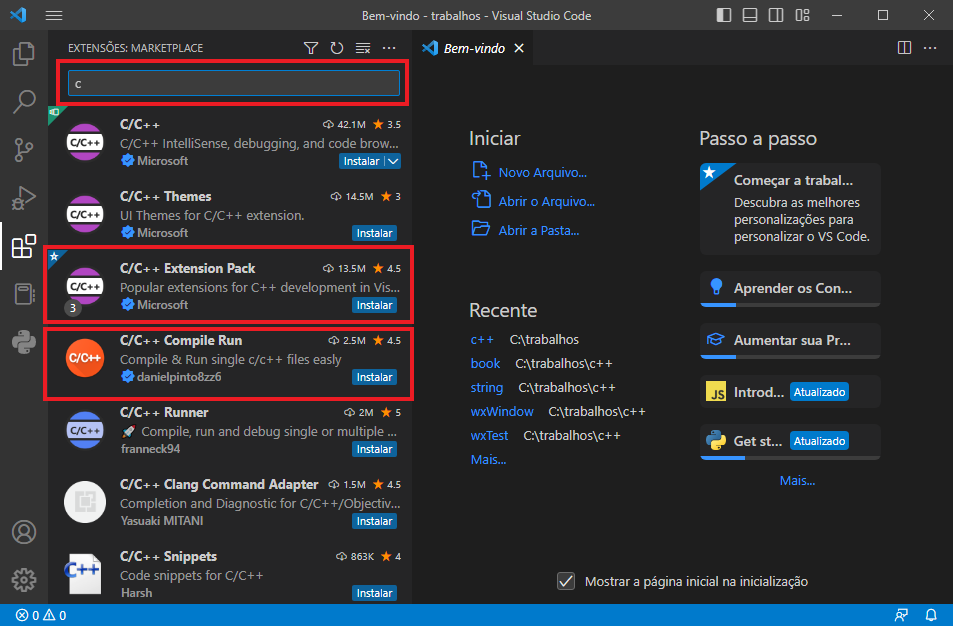 Bem-vindo - trabalhos - Visual Studio Code
EXTENSÕES: MARKETPLACE
c
C/C++
C/C++ 42.1M 3.5
C/C++ IntelliSense, debugging, and code brow...
Microsoft Instalar
C/C++
C/C++ Themes 14.5M 3
UI Themes for C/C++ extension.
Microsoft Instalar
C/C++
3
C/C++ Extension Pack 13.5M 4.5
Popular extensions for C++ development in Vis...
Microsoft Instalar
C/C++
C/C++ Compile Run 2.5M 4.5
Compile & Run single c/c++ files easly
danielpinto8zz6 Instalar
C/C++
C/C++ Runner 2M 5
🚀 Compile, run and debug single or multiple ...
franneck94 Instalar
C/C++ Clang Command Adapter 1.5M 4.5
Completion and Diagnostic for C/C++/Objectiv...
Yasuaki MITANI Instalar
C++
C/C++ Snippets 863K 4
Code snippets for C/C++
Harsh Instalar
Bem-vindo
Iniciar
Novo Arquivo...
Abrir o Arquivo...
Abrir a Pasta...
Recente
c++ C:\trabalhos
book C:\trabalhos\c++
string C:\trabalhos\c++
wxWindow C:\trabalhos\c++
wxTest C:\trabalhos\c++
Mais...
Passo a passo
Começar a trabal...
Descubra as melhores
personalizações para
personalizar o VS Code.
Aprender os Con...
Aumentar sua Pr...
JS Introd... Atualizado
Get st... Atualizado
Mais...
Mostrar a página inicial na inicialização
0 0